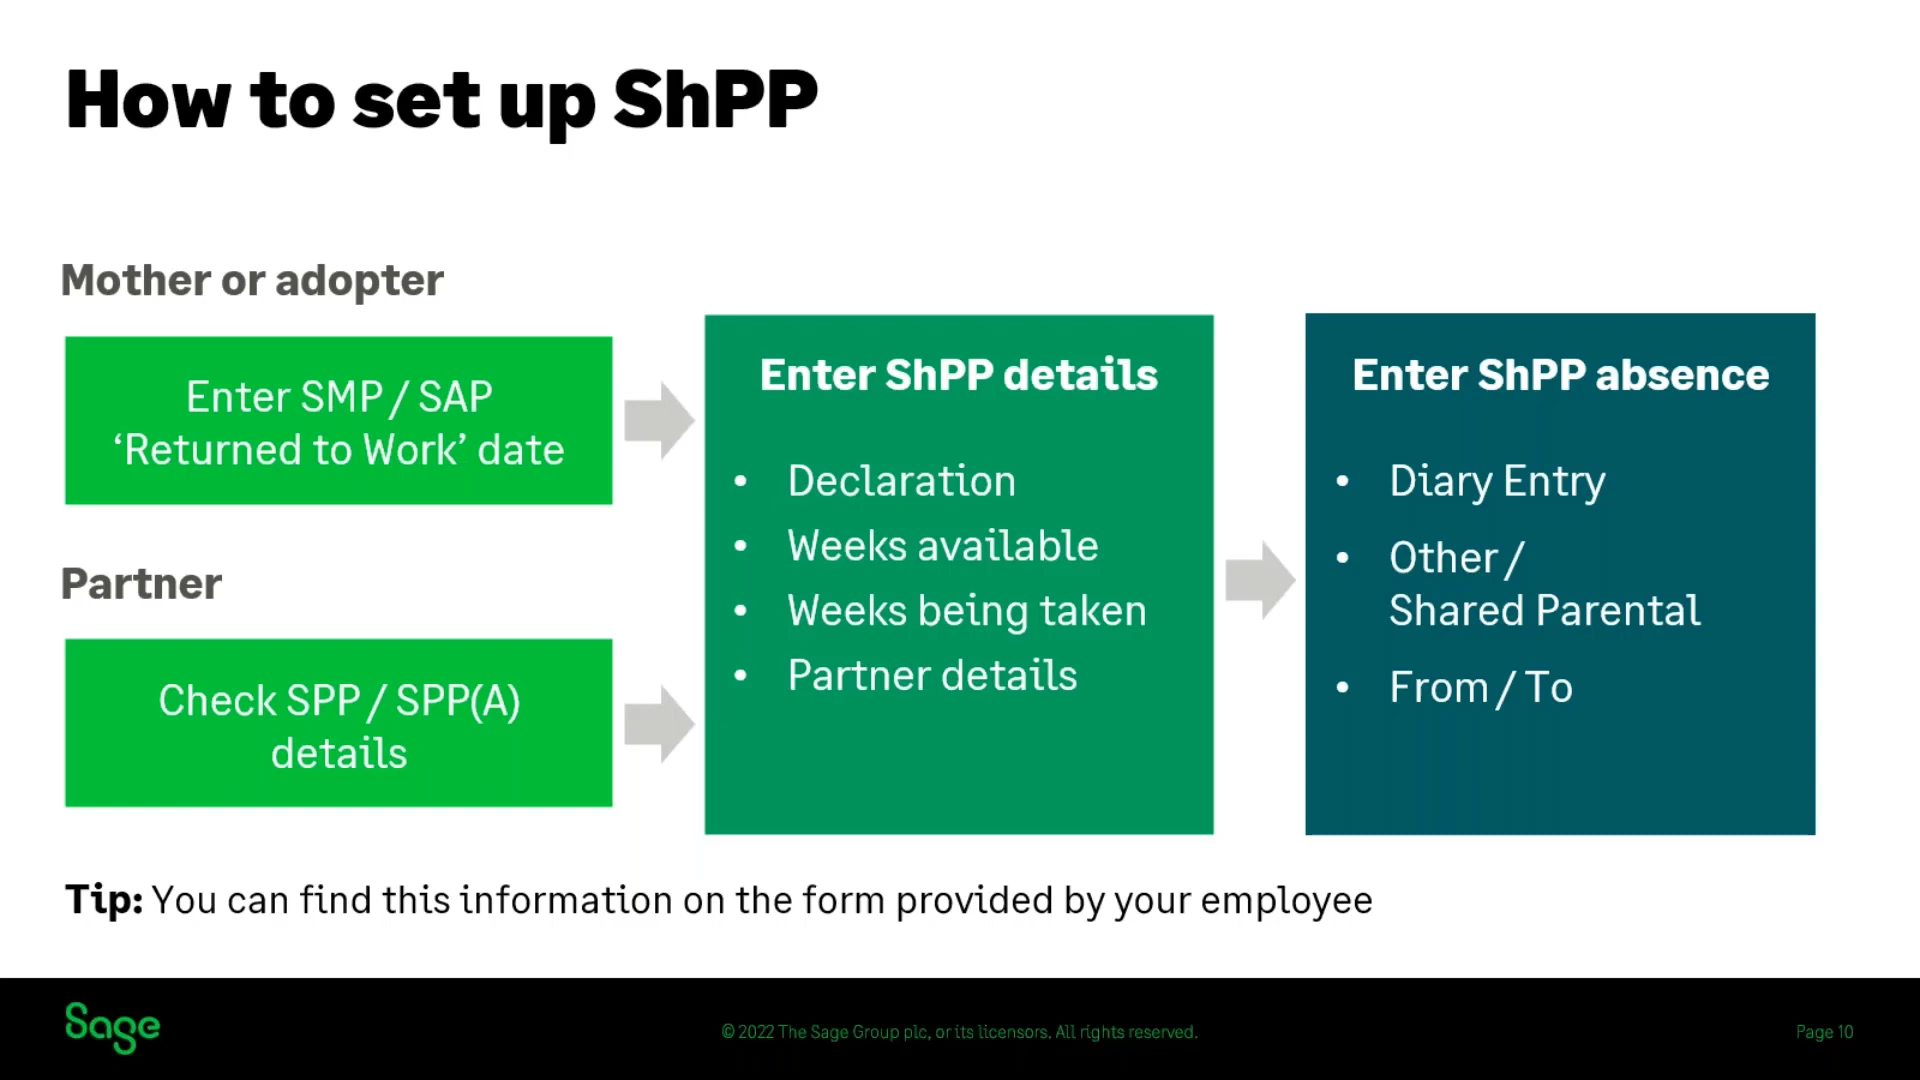 How to set up ShPP
Mother or adopter
Enter SMP / SAP
‘Returned to Work’ date
Partner
Check SPP / SPP(A)
details
Enter ShPP details
• Declaration
• Weeks available
• Weeks being taken
• Partner details
Enter ShPP absence
• Diary Entry
• Other /
Shared Parental
• From / To
Tip: You can find this information on the form provided by your employee
Sage
© 2022 The Sage Group plc, or its licensors. All rights reserved.
Page 10